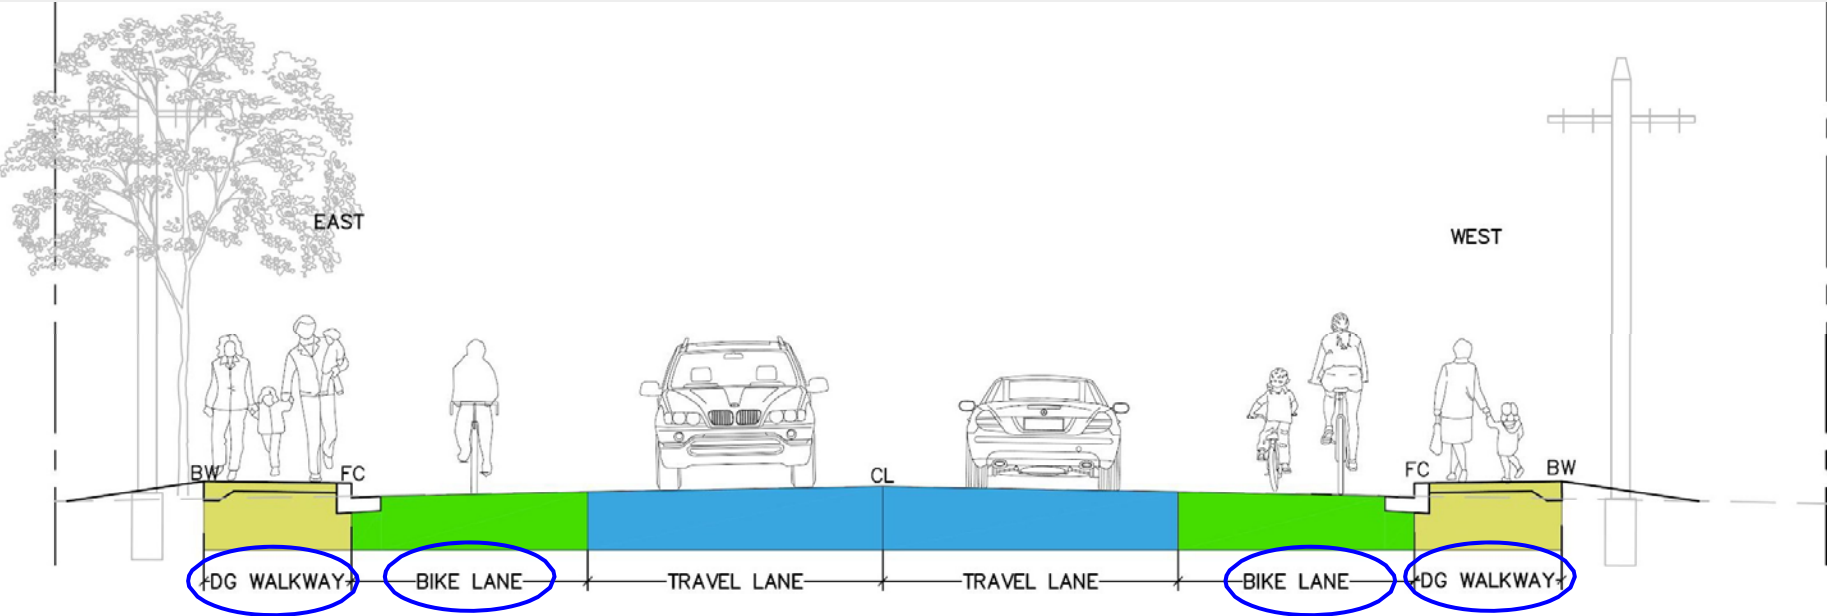 EAST
WEST
BW FC CL FC BW
DG WALKWAY BIKE LANE TRAVEL LANE TRAVEL LANE BIKE LANE DG WALKWAY